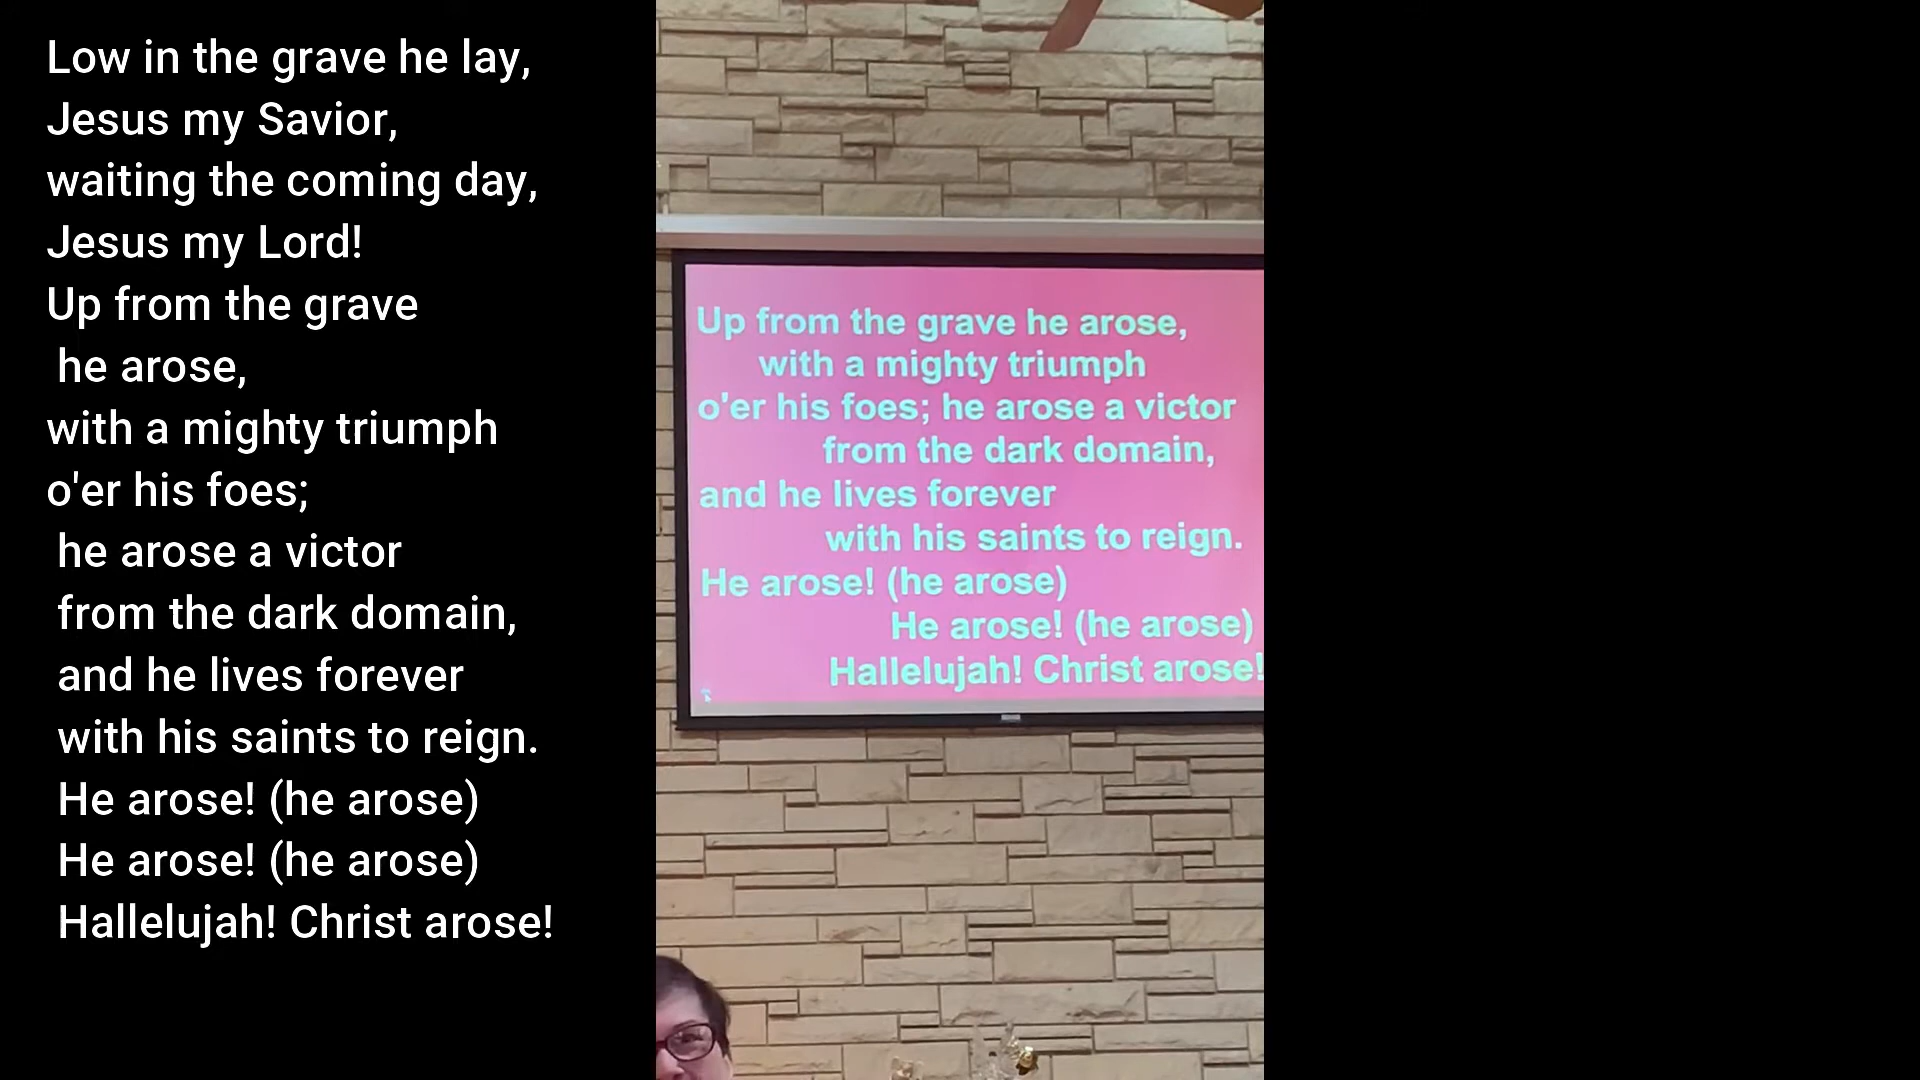 Low in the grave he lay,
Jesus my Savior,
waiting the coming day,
Jesus my Lord!
Up from the grave
he arose,
with a mighty triumph
o'er his foes;
he arose a victor
from the dark domain,
and he lives forever
with his saints to reign.
He arose! (he arose)
He arose! (he arose)
Hallelujah! Christ arose!
Up from the grave he arose,
with a mighty triumph
o'er his foes; he arose a victor
from the dark domain,
and he lives forever
with his saints to reign.
He arose! (he arose)
He arose! (he arose)
Hallelujah! Christ arose!